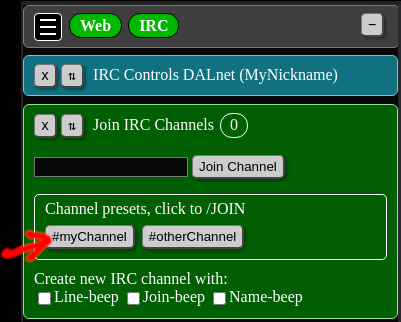 Web IRC –
X ⇅ IRC Controls DALnet (MyNickname)
X ⇅ Join IRC Channels 0
Join Channel
Channel presets, click to /JOIN
#myChannel #otherChannel
Create new IRC channel with:
Line-beep Join-beep Name-beep